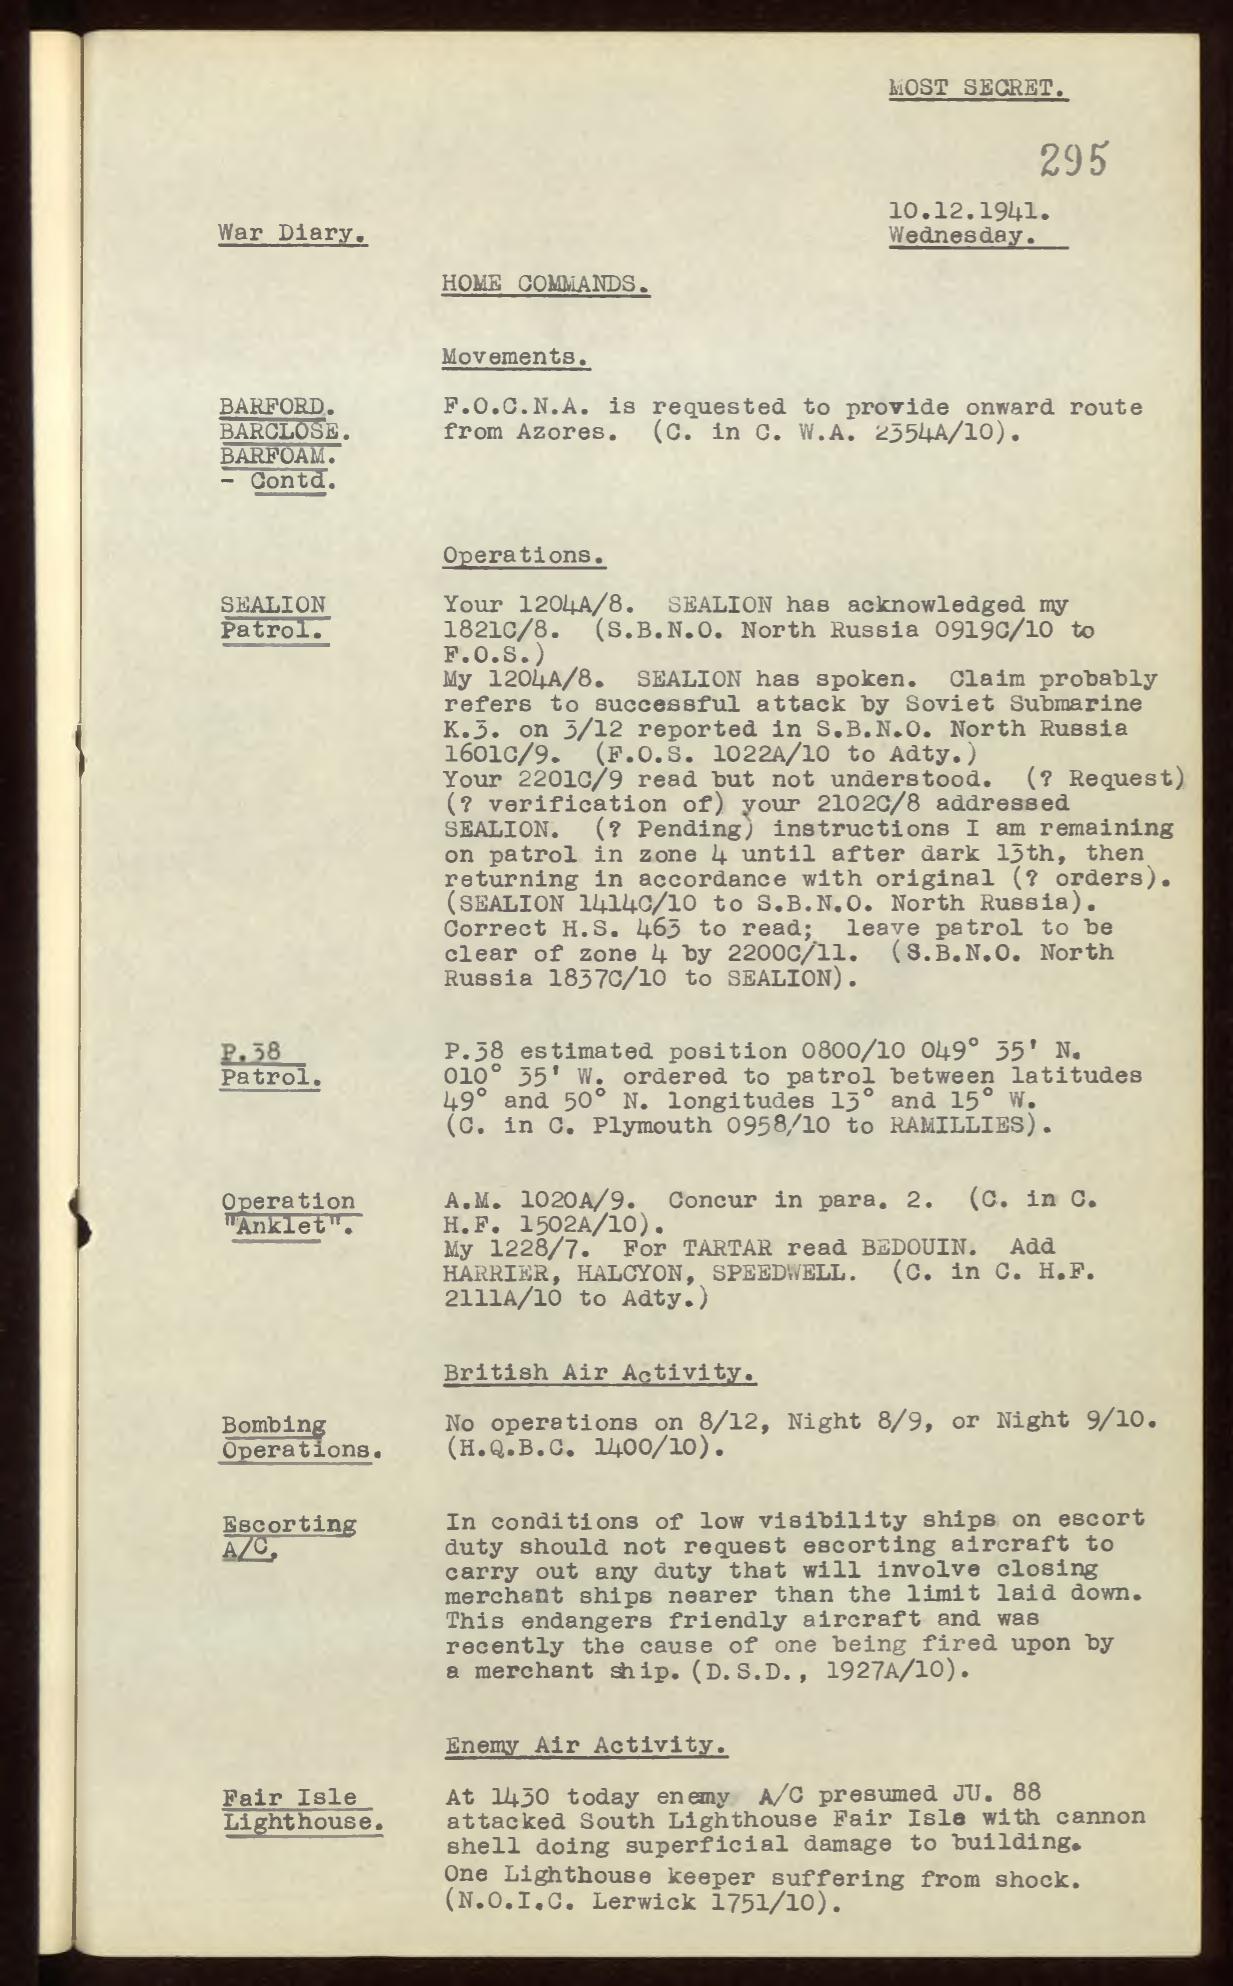 MOST SECRET.
295
10.12.1941.
War Diary.
Wednesday.
HOME COMMANDS.
Movements.
BARFORD.
BARCLOSE.
BARFOAM.
- Contd.
F.O.C.N.A. is requested to provide onward route
from Azores. (C. in C. W.A. 2354A/10).
Operations.
SEALION
Patrol.
Your 1204A/8. SEALION has acknowledged my
1821C/8. (S.B.N.O. North Russia 0919C/10 to
F.O.S.)
My 1204A/8. SEALION has spoken. Claim probably
refers to successful attack by Soviet Submarine
K.3. on 3/12 reported in S.B.N.O. North Russia
1601C/9. (F.O.S. 1022A/10 to Adty.)
Your 2201C/9 read but not understood. (? Request)
(? verification of) your 2102C/8 addressed
SEALION. (? Pending) instructions I am remaining
on patrol in zone 4 until after dark 13th, then
returning in accordance with original (? orders).
(SEALION 1414C/10 to S.B.N.O. North Russia).
Correct H.S. 463 to read; leave patrol to be
clear of zone 4 by 2200C/11. (S.B.N.O. North
Russia 1837C/10 to SEALION).
P.38
Patrol.
P.38 estimated position 0800/10 049° 35' N.
010° 35' W. ordered to patrol between latitudes
49° and 50° N. longitudes 13° and 15° W.
(C. in C. Plymouth 0958/10 to RAMILLIES).
Operation
"Anklet".
A.M. 1020A/9. Concur in para. 2. (C. in C.
H.F. 1502A/10).
My 1228/7. For TARTAR read BEDOUIN. Add
HARRIER, HALCYON, SPEEDWELL. (C. in C. H.F.
2111A/10 to Adty.)
British Air Activity.
Bombing
Operations.
No operations on 8/12, Night 8/9, or Night 9/10.
(H.Q.B.C. 1400/10).
Escorting
A/C.
In conditions of low visibility ships on escort
duty should not request escorting aircraft to
carry out any duty that will involve closing
merchant ships nearer than the limit laid down.
This endangers friendly aircraft and was
recently the cause of one being fired upon by
a merchant ship. (D.S.D., 1927A/10).
Enemy Air Activity.
Fair Isle
Lighthouse.
At 1430 today enemy A/C presumed JU. 88
attacked South Lighthouse Fair Isle with cannon
shell doing superficial damage to building.
One Lighthouse keeper suffering from shock.
(N.O.I.C. Lerwick 1751/10).